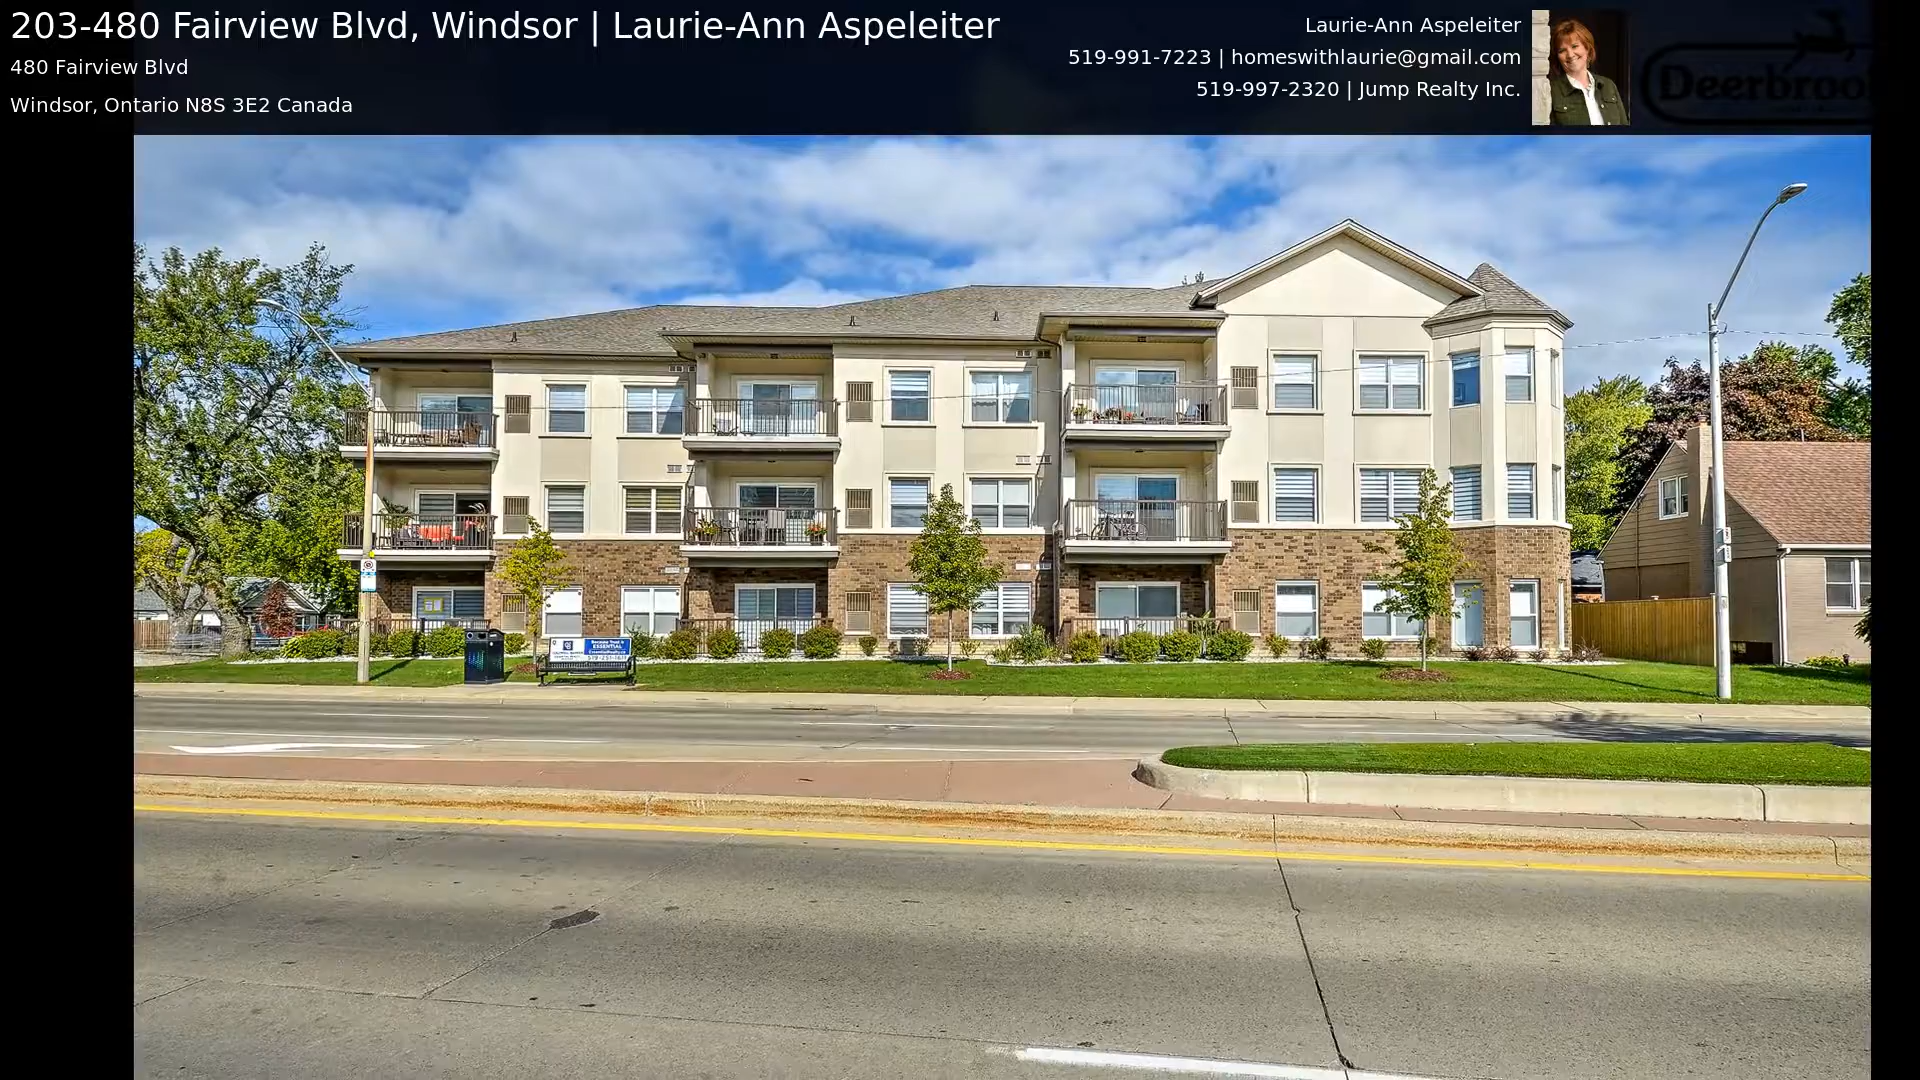 203-480 Fairview Blvd, Windsor | Laurie-Ann Aspeleiter
480 Fairview Blvd
Windsor, Ontario N8S 3E2 Canada
Laurie-Ann Aspeleiter
519-991-7223 | homeswithlaurie@gmail.com
519-997-2320 | Jump Realty Inc.
ESSENTIAL